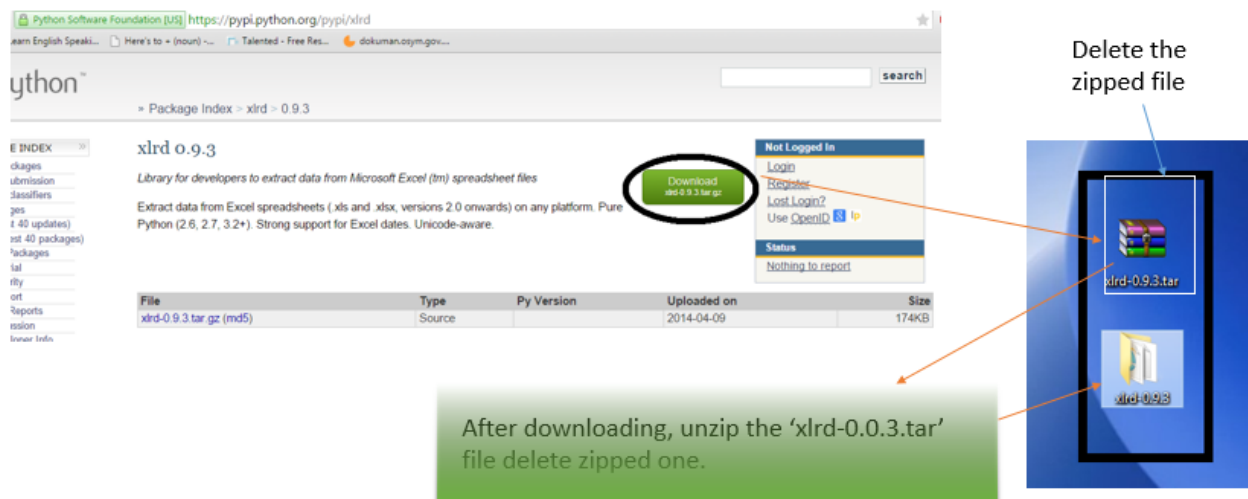 Python Software Foundation [US] https://pypi.python.org/pypi/xlrd
earn English Speaki... Here's to + (noun) -... Talented - Free Res... dokuman.osym.gov....
ython™
search
» Package Index > xlrd > 0.9.3
E INDEX »
ckages
ubmission
lassifiers
ges
t 40 updates)
est 40 packages)
Packages
ial
rity
ort
Reports
ssion
loper Info
xlrd 0.9.3
Library for developers to extract data from Microsoft Excel (tm) spreadsheet files
Extract data from Excel spreadsheets (.xls and .xlsx, versions 2.0 onwards) on any platform. Pure
Python (2.6, 2.7, 3.2+). Strong support for Excel dates. Unicode-aware.
Download
xlrd-0.9.3.tar.gz
Not Logged In
Login
Register
Lost Login?
Use OpenID
Status
Nothing to report
File Type Py Version Uploaded on Size
xlrd-0.9.3.tar.gz (md5) Source 2014-04-09 174KB
Delete the
zipped file
xlrd-0.9.3.tar
xlrd-0.9.3
After downloading, unzip the ‘xlrd-0.0.3.tar’
file delete zipped one.